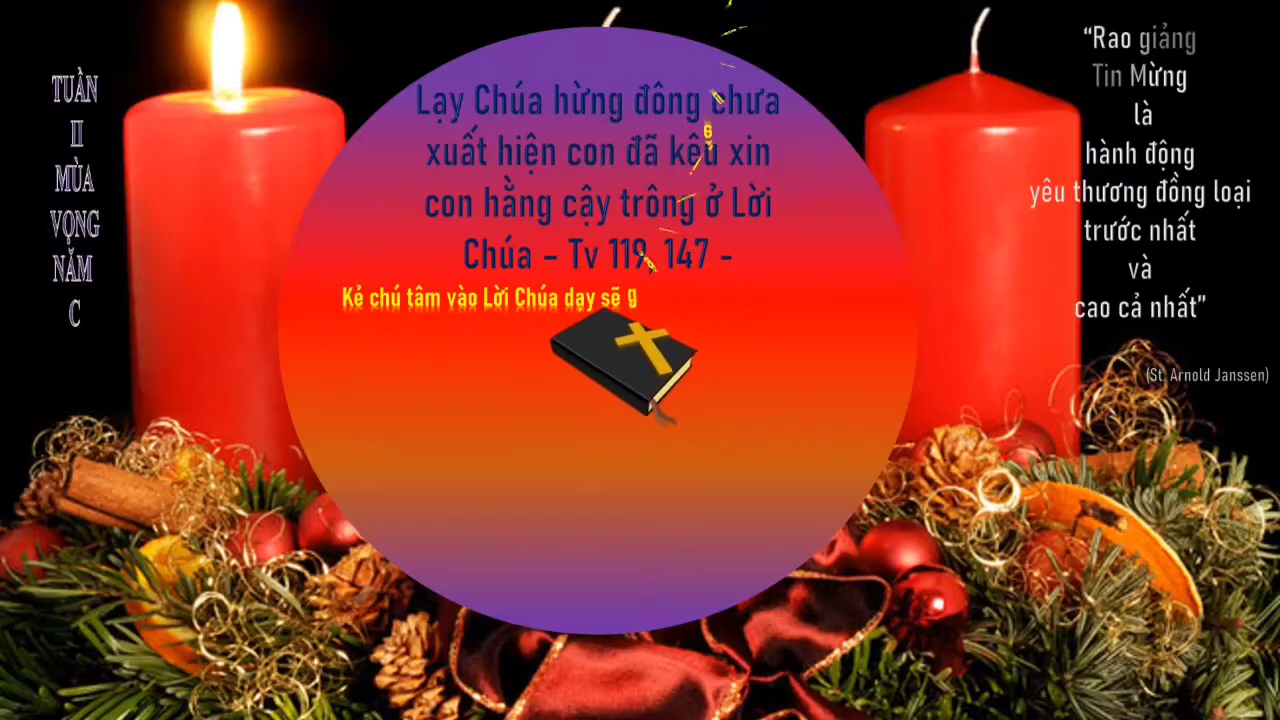 TUẦN
II
MÙA
VỌNG
NĂM
C
Lạy Chúa hừng đông chưa
xuất hiện con đã kêu xin
con hằng cậy trông ở Lời
Chúa – Tv 119, 147 -
Kẻ chú tâm vào Lời Chúa dạy sẽ g
“Rao giảng
Tin Mừng
là
hành động
yêu thương đồng loại
trước nhất
và
cao cả nhất”
(St. Arnold Janssen)